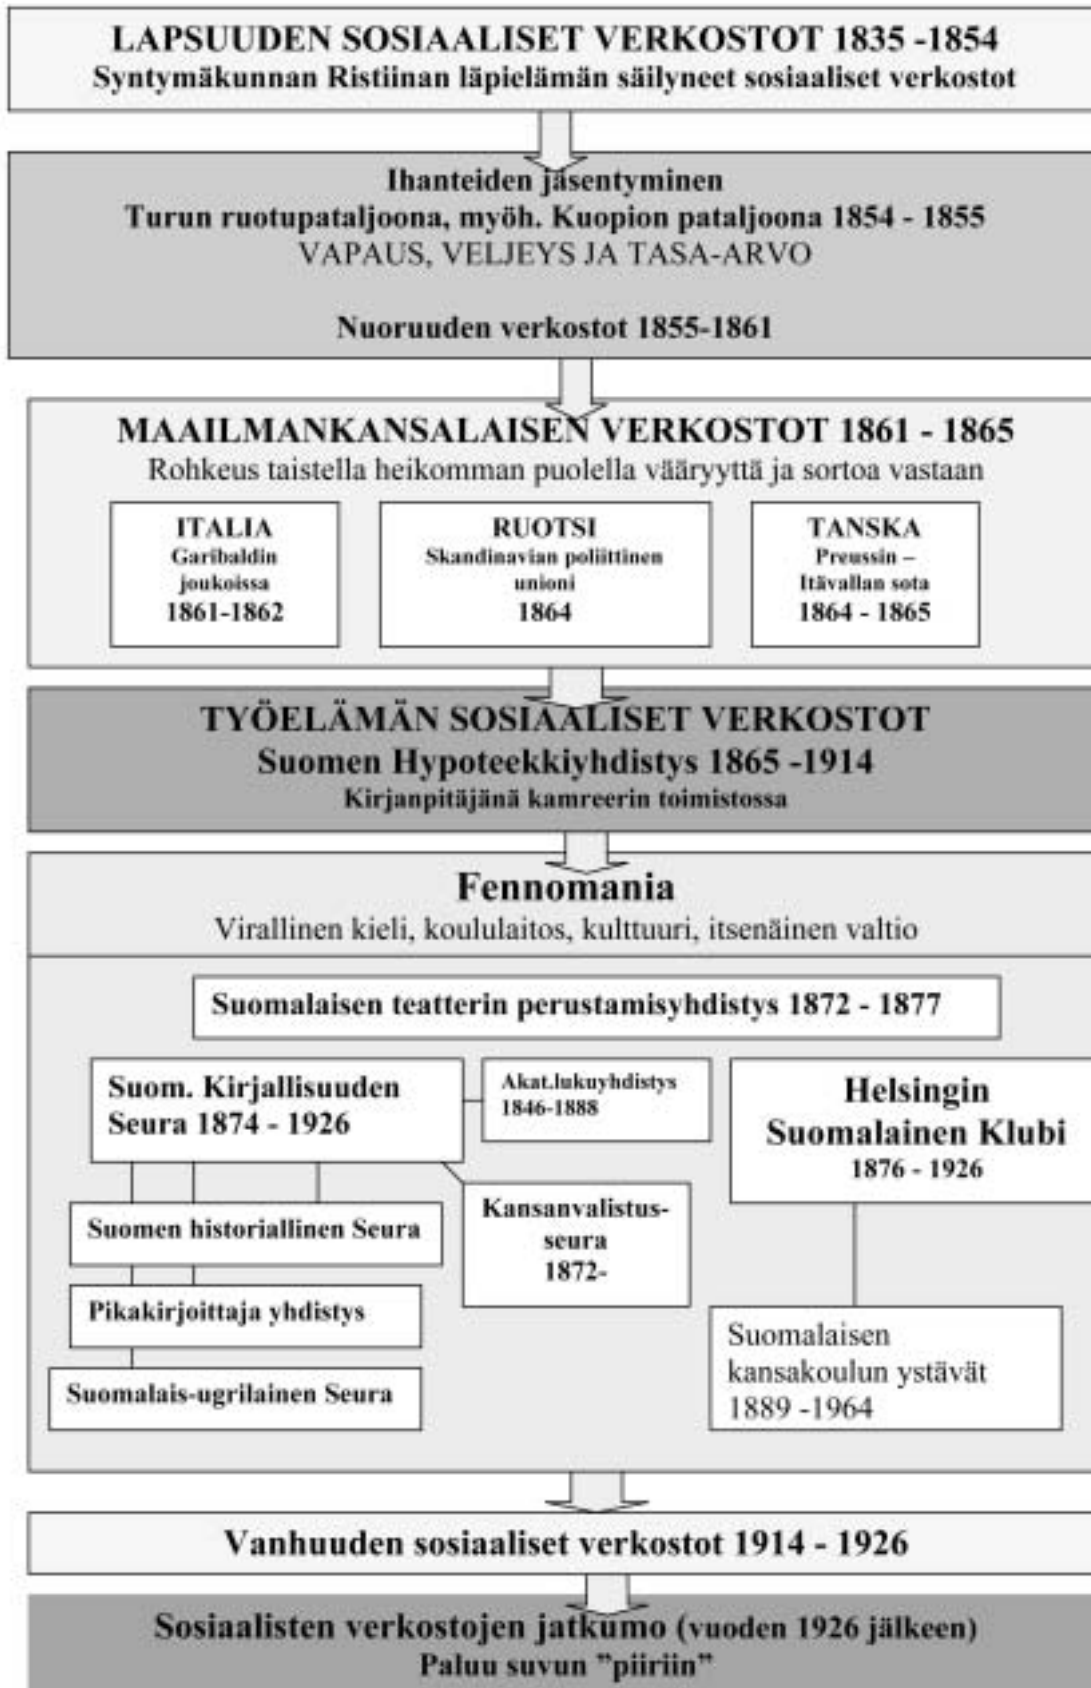 LAPSUUDEN SOSIAALISET VERKOSTOT 1835 -1854
Syntymäkunnan Ristiinan läpielämän säilyneet sosiaaliset verkostot
Ihanteiden jäsentyminen
Turun ruotupataljoona, myöh. Kuopion pataljoona 1854 - 1855
VAPAUS, VELJEYS JA TASA-ARVO
Nuoruuden verkostot 1855-1861
MAAILMANKANSALAISEN VERKOSTOT 1861 - 1865
Rohkeus taistella heikomman puolella vääryyttä ja sortoa vastaan
ITALIA
Garibaldin
joukoissa
1861-1862
RUOTSI
Skandinavian poliittinen
unioni
1864
TANSKA
Preussin –
Itävallan sota
1864 - 1865
TYÖELÄMÄN SOSIAALISET VERKOSTOT
Suomen Hypoteekkiyhdistys 1865 -1914
Kirjanpitäjänä kamreerin toimistossa
Fennomania
Virallinen kieli, koululaitos, kulttuuri, itsenäinen valtio
Suomalaisen teatterin perustamisyhdistys 1872 - 1877
Suom. Kirjallisuuden
Seura 1874 - 1926
Akat.lukuyhdistys
1846-1888
Helsingin
Suomalainen Klubi
1876 - 1926
Suomen historiallinen Seura
Kansanvalistus-
seura
1872-
Pikakirjoittaja yhdistys
Suomalais-ugrilainen Seura
Suomalaisen
kansakoulun ystävät
1889 -1964
Vanhuuden sosiaaliset verkostot 1914 - 1926
Sosiaalisten verkostojen jatkumo (vuoden 1926 jälkeen)
Paluu suvun ”piiriin”